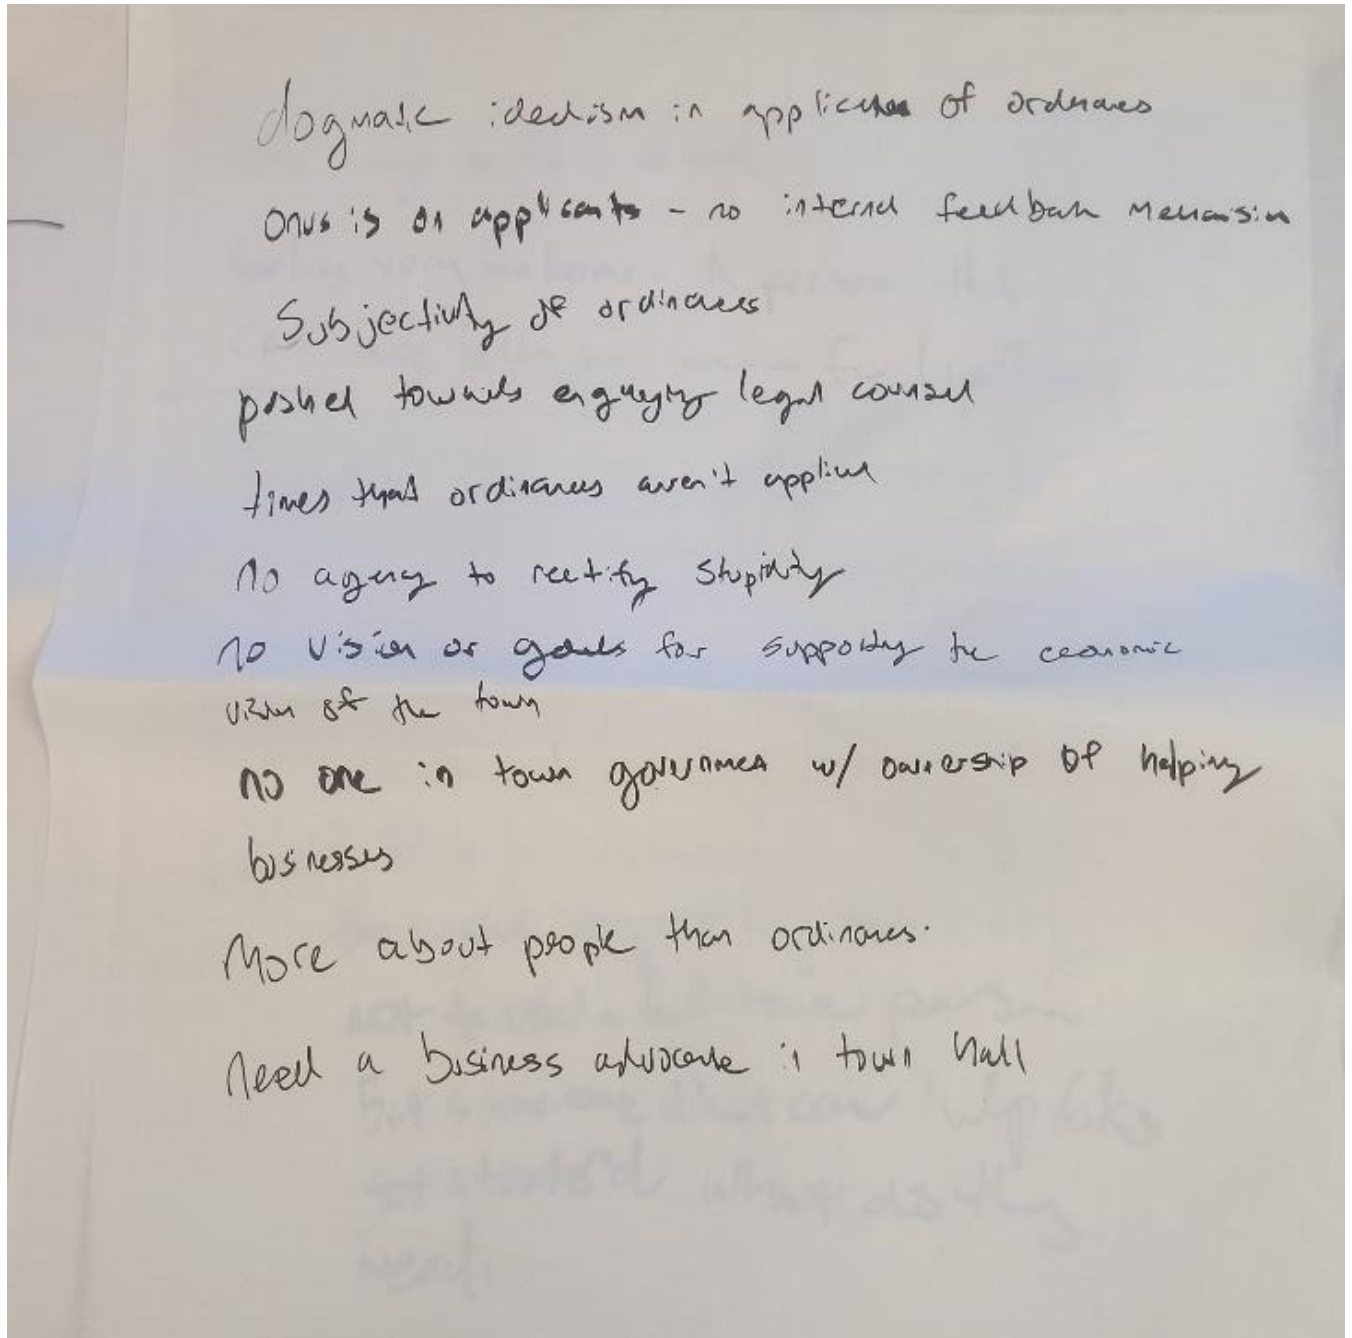 dogmatic idealism in application of ordinances
onus is on applicants - no internal feedback mechanism
Subjectivity of ordinances
pushed towards engaging legal counsel
times that ordinances aren't applied
no agency to rectify stupidity
no vision or goals for supporting the economic
vision of the town
no one in town government w/ ownership of helping
businesses
More about people than ordinances.
need a business advocate in town hall